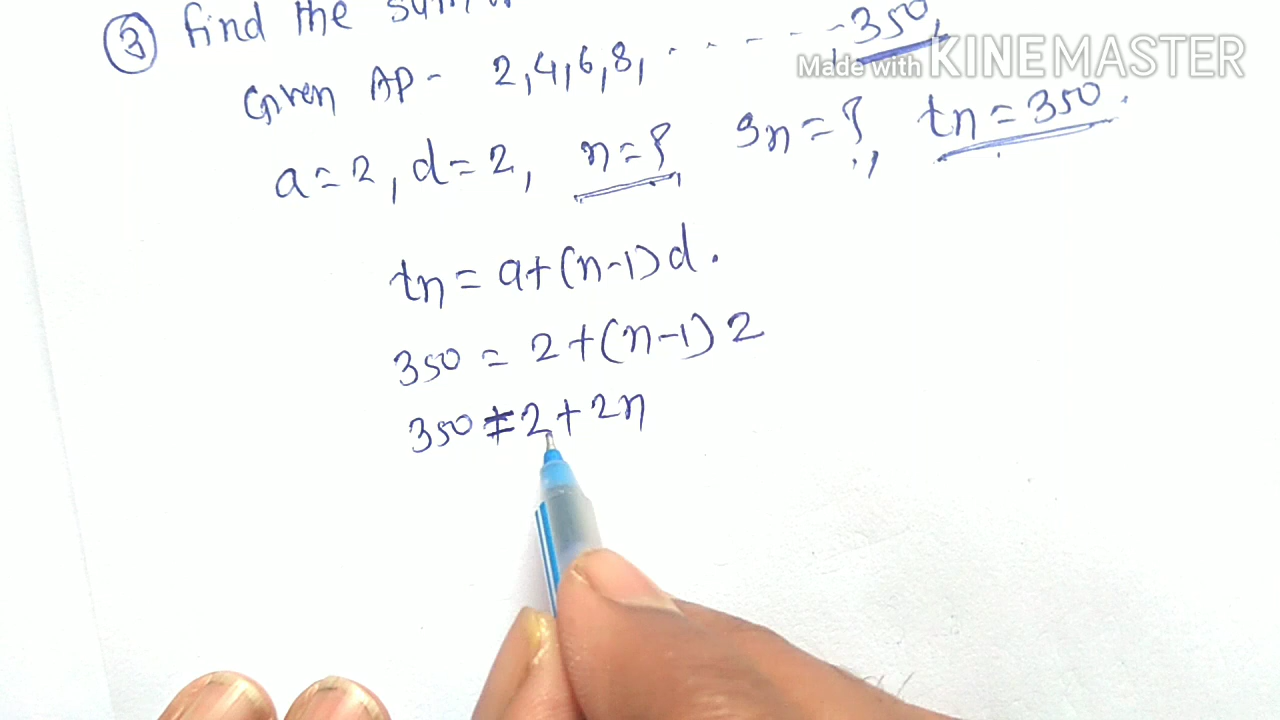 ③ find the sum
Given AP - 2,4,6,8, ........ 350,
Made with KINEMASTER
a=2, d=2, n=? Sn=? tn=350.
tn = a+(n-1)d.
350 = 2+(n-1)2
350 = 2+2n